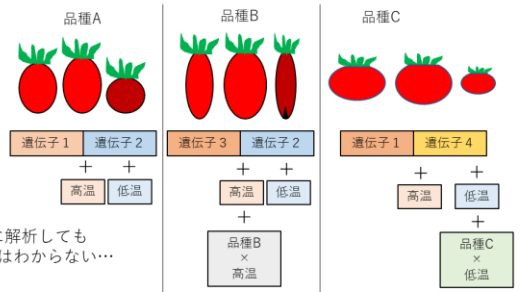 品種A
品種B
品種C
遺伝子1
遺伝子2
遺伝子3
遺伝子2
遺伝子1
遺伝子4
+
+
+
+
+
+
高温
低温
高温
低温
高温
低温
+
+
品種B
×
高温
品種C
×
低温
に解析しても
はわからない…